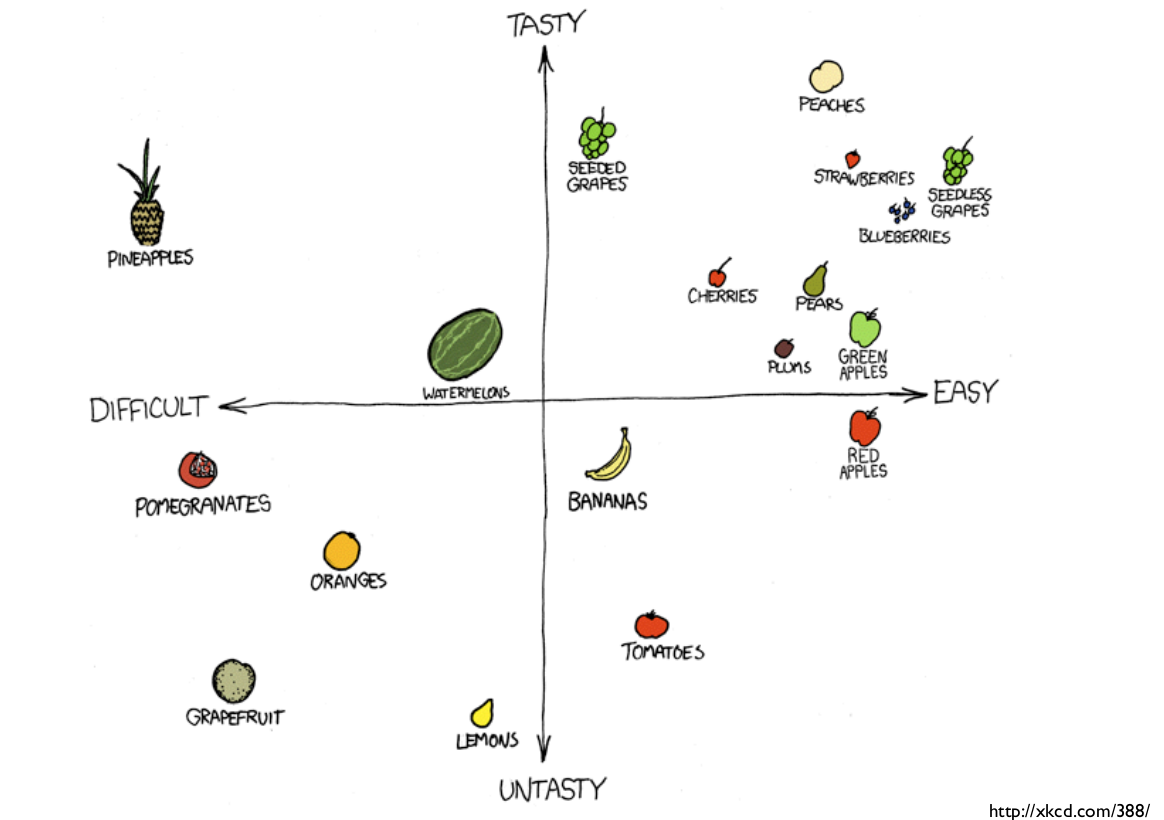 TASTY
PEACHES
SEEDED
GRAPES
STRAWBERRIES
SEEDLESS
GRAPES
BLUEBERRIES
PINEAPPLES
CHERRIES
PEARS
GREEN
APPLES
PLUMS
WATERMELONS
DIFFICULT
EASY
RED
APPLES
POMEGRANATES
BANANAS
ORANGES
TOMATOES
GRAPEFRUIT
LEMONS
UNTASTY
http://xkcd.com/388/